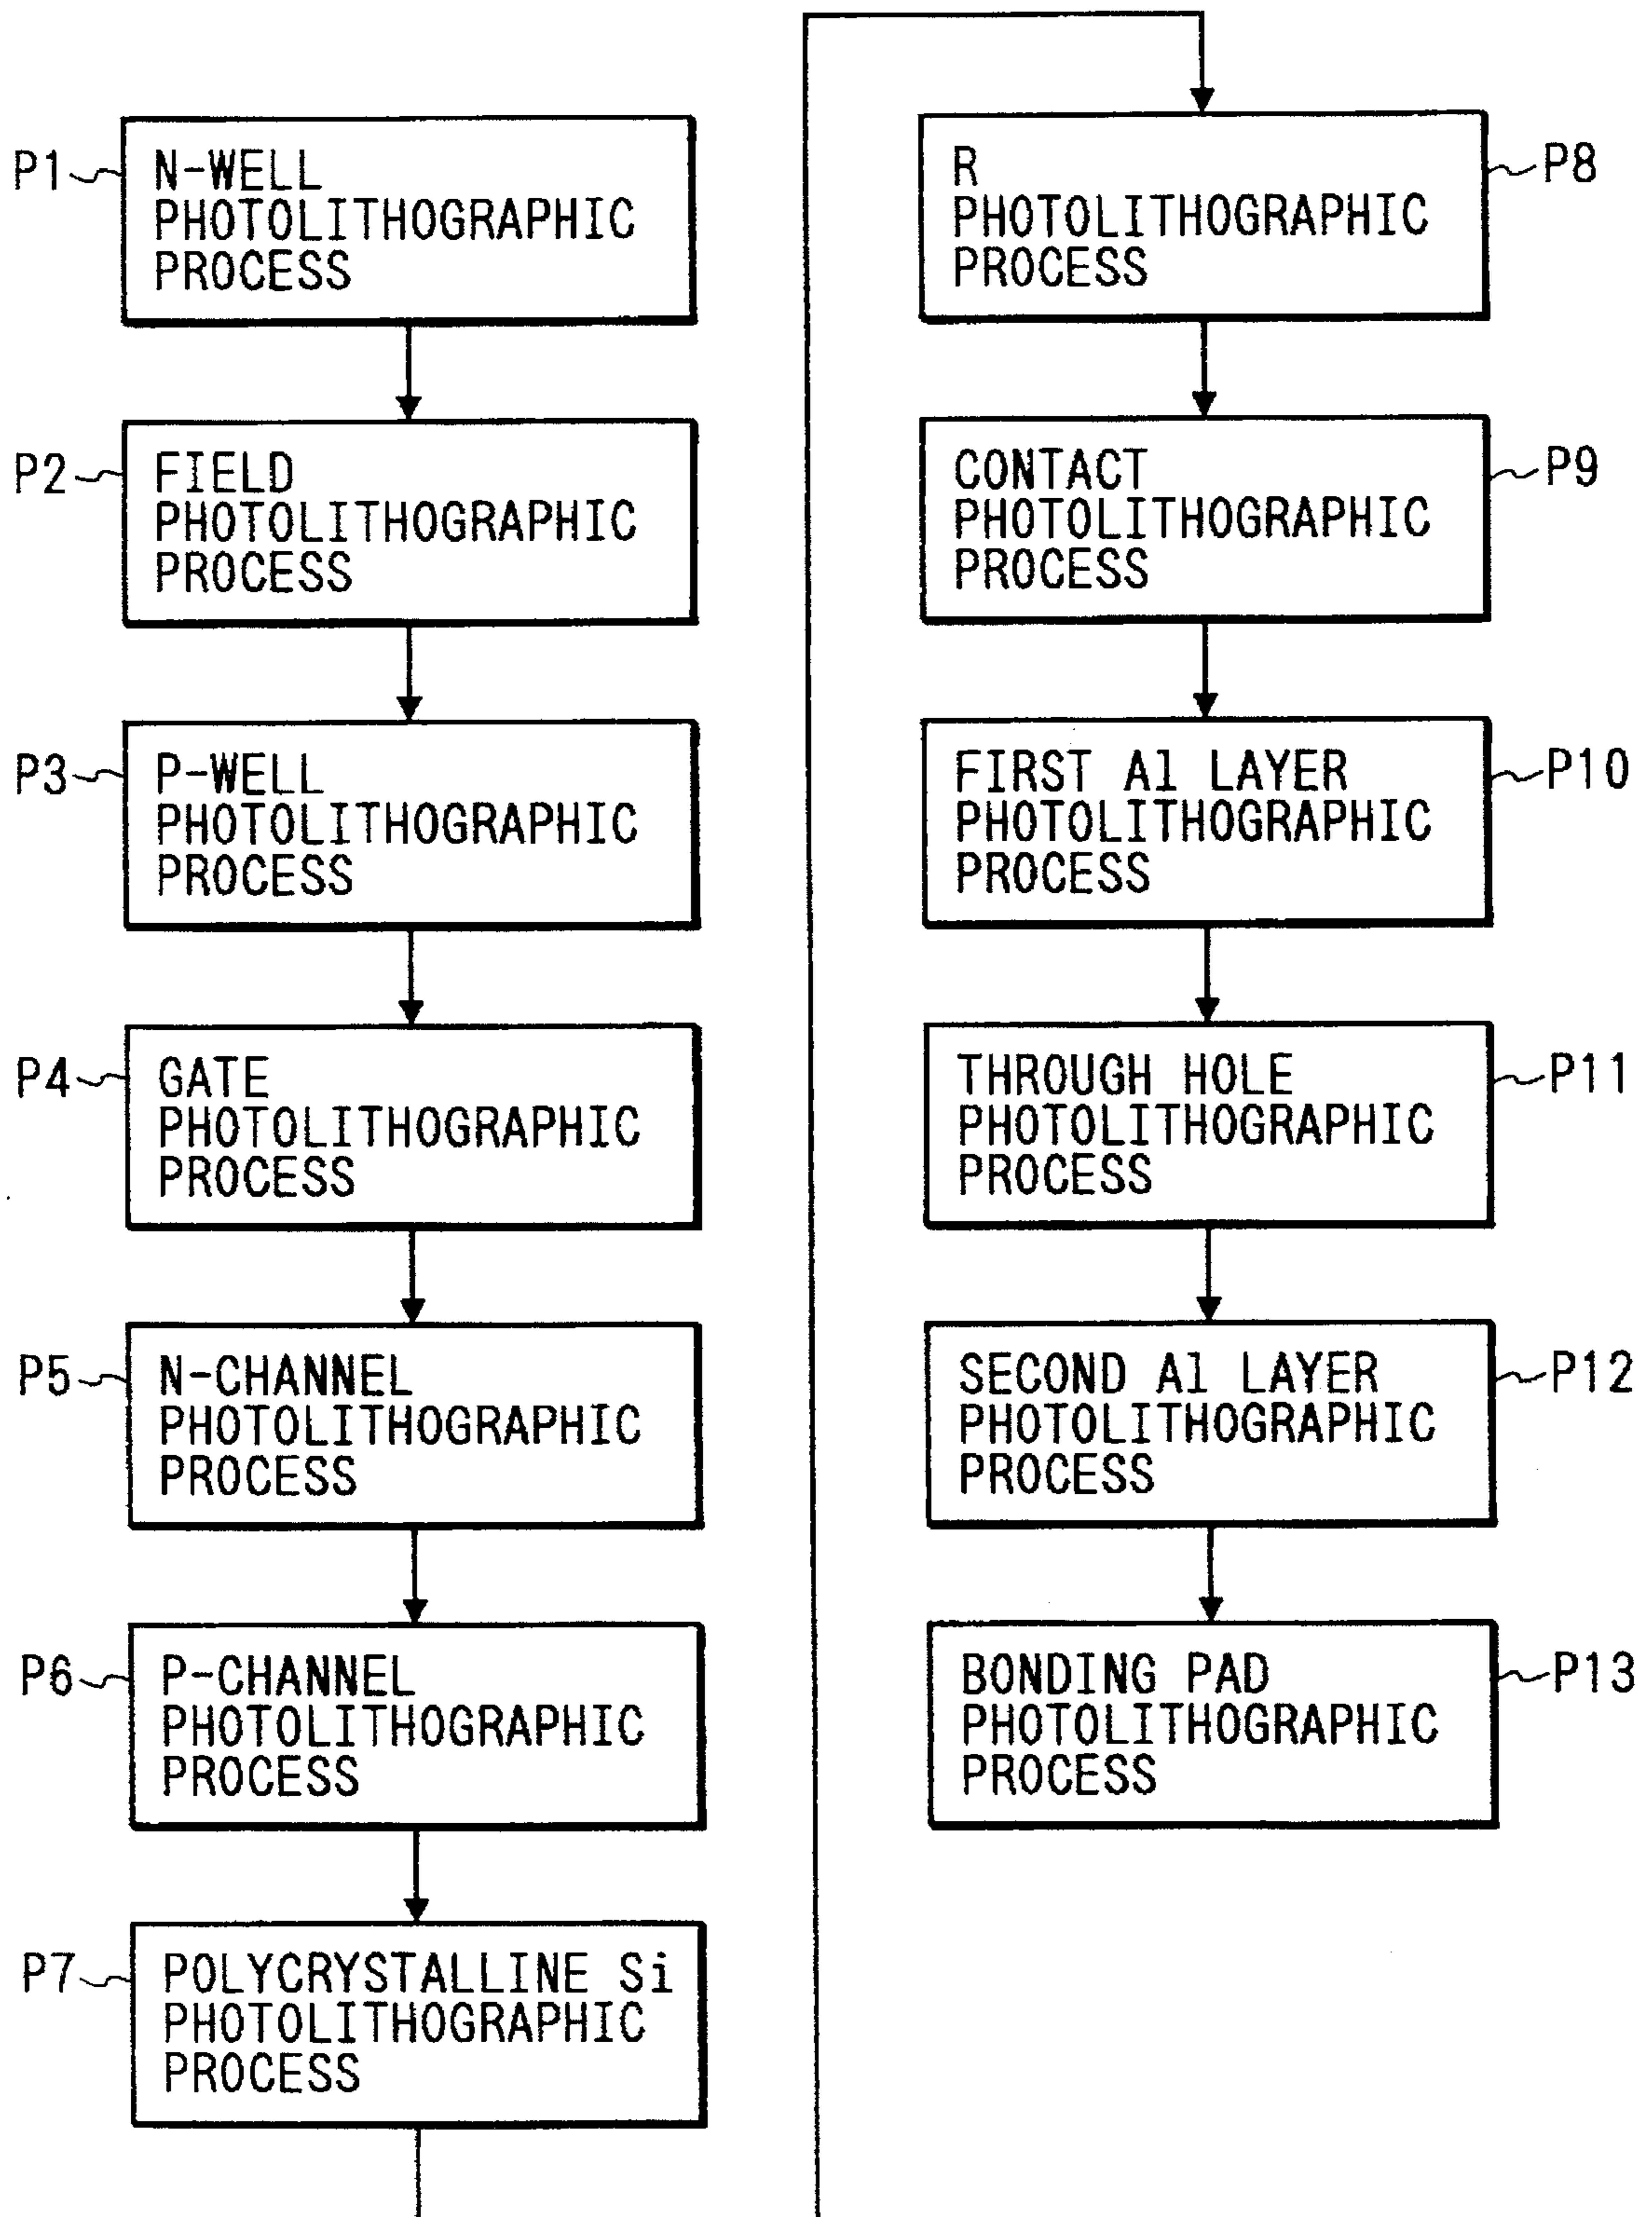 P1
N-WELL
PHOTOLITHOGRAPHIC
PROCESS
P2
FIELD
PHOTOLITHOGRAPHIC
PROCESS
P3
P-WELL
PHOTOLITHOGRAPHIC
PROCESS
P4
GATE
PHOTOLITHOGRAPHIC
PROCESS
P5
N-CHANNEL
PHOTOLITHOGRAPHIC
PROCESS
P6
P-CHANNEL
PHOTOLITHOGRAPHIC
PROCESS
P7
POLYCRYSTALLINE Si
PHOTOLITHOGRAPHIC
PROCESS
P8
R
PHOTOLITHOGRAPHIC
PROCESS
P9
CONTACT
PHOTOLITHOGRAPHIC
PROCESS
P10
FIRST Al LAYER
PHOTOLITHOGRAPHIC
PROCESS
P11
THROUGH HOLE
PHOTOLITHOGRAPHIC
PROCESS
P12
SECOND Al LAYER
PHOTOLITHOGRAPHIC
PROCESS
P13
BONDING PAD
PHOTOLITHOGRAPHIC
PROCESS